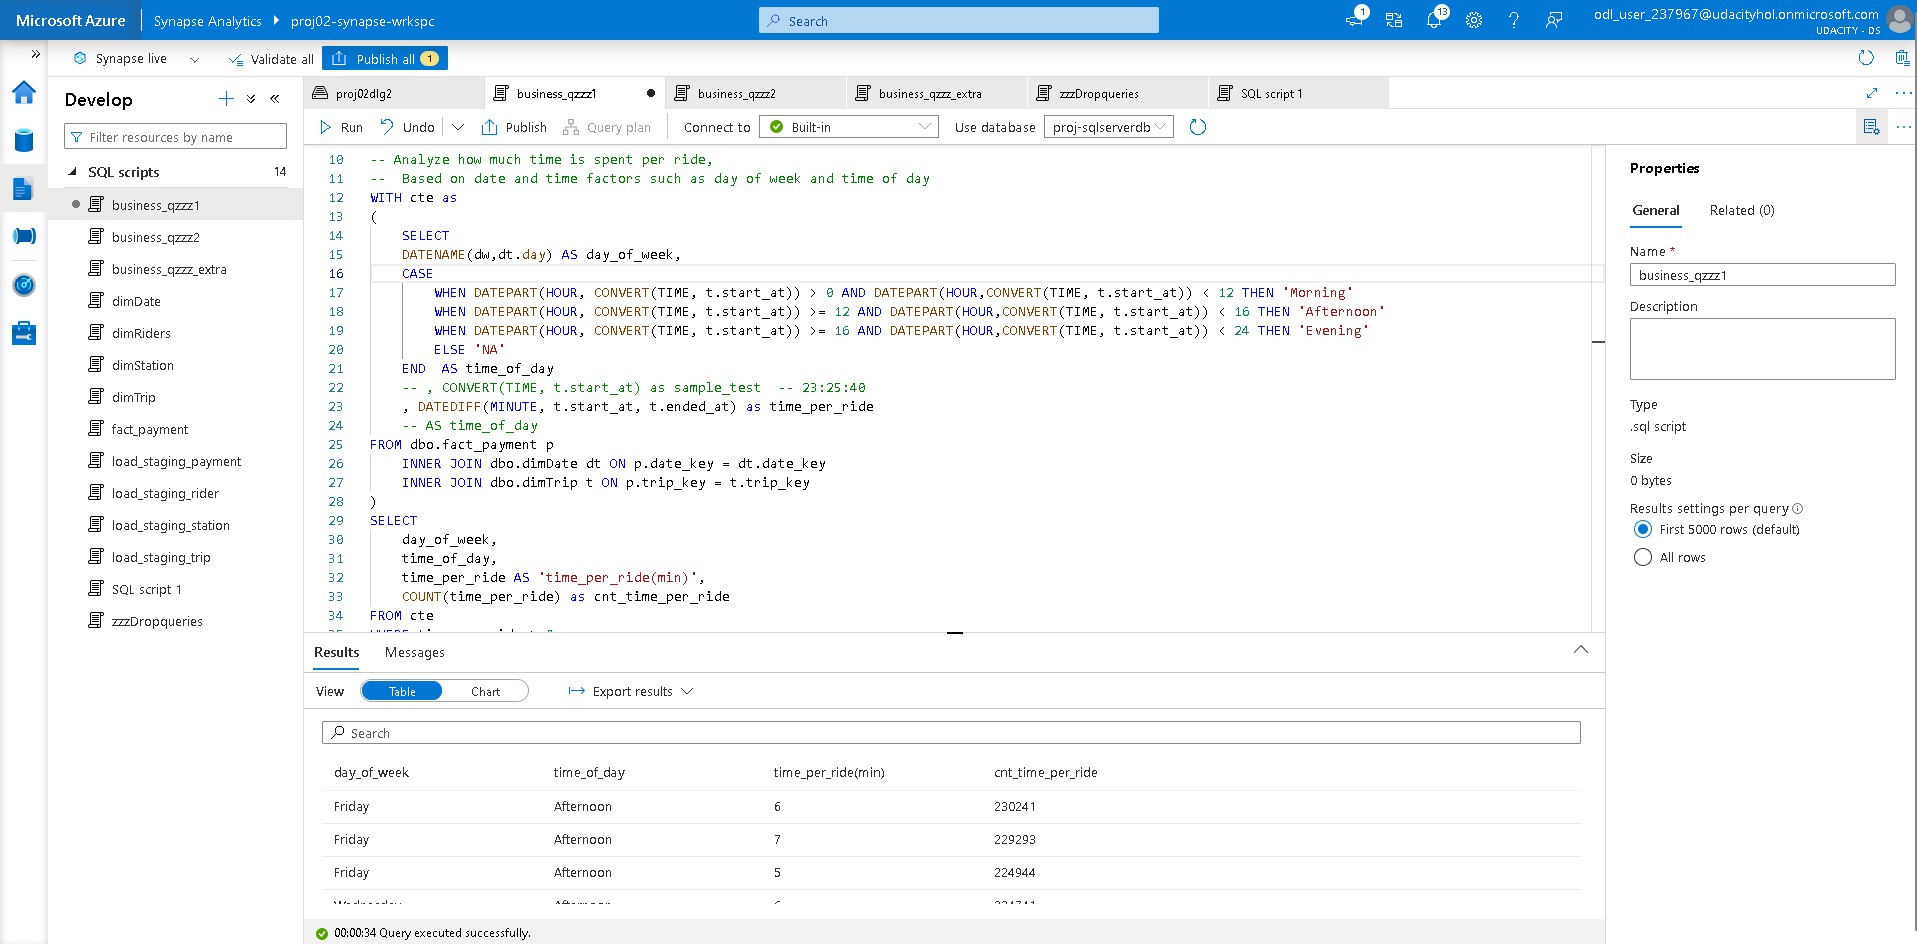 Microsoft Azure
Synapse Analytics
proj02-synapse-wrkspc
Search
1
13
odl_user_237967@udacityhol.onmicrosoft.com
UDACITY - DS
Synapse live
Validate all
Publish all 1
Develop
Filter resources by name
SQL scripts 14
business_qzzz1
business_qzzz2
business_qzzz_extra
dimDate
dimRiders
dimStation
dimTrip
fact_payment
load_staging_payment
load_staging_rider
load_staging_station
load_staging_trip
SQL script 1
zzzDropqueries
proj02dlg2
business_qzzz1
business_qzzz2
business_qzzz_extra
zzzDropqueries
SQL script 1
Run
Undo
Publish
Query plan
Connect to
Built-in
Use database
proj-sqlserverdb
10 -- Analyze how much time is spent per ride,
11 -- Based on date and time factors such as day of week and time of day
12 WITH cte as
13 (
14 SELECT
15 DATENAME(dw,dt.day) AS day_of_week,
16 CASE
17 WHEN DATEPART(HOUR, CONVERT(TIME, t.start_at)) > 0 AND DATEPART(HOUR,CONVERT(TIME, t.start_at)) < 12 THEN 'Morning'
18 WHEN DATEPART(HOUR, CONVERT(TIME, t.start_at)) >= 12 AND DATEPART(HOUR,CONVERT(TIME, t.start_at)) < 16 THEN 'Afternoon'
19 WHEN DATEPART(HOUR, CONVERT(TIME, t.start_at)) >= 16 AND DATEPART(HOUR,CONVERT(TIME, t.start_at)) < 24 THEN 'Evening'
20 ELSE 'NA'
21 END AS time_of_day
22 -- , CONVERT(TIME, t.start_at) as sample_test -- 23:25:40
23 , DATEDIFF(MINUTE, t.start_at, t.ended_at) as time_per_ride
24 -- AS time_of_day
25 FROM dbo.fact_payment p
26 INNER JOIN dbo.dimDate dt ON p.date_key = dt.date_key
27 INNER JOIN dbo.dimTrip t ON p.trip_key = t.trip_key
28 )
29 SELECT
30 day_of_week,
31 time_of_day,
32 time_per_ride AS 'time_per_ride(min)',
33 COUNT(time_per_ride) as cnt_time_per_ride
34 FROM cte
Results
Messages
View
Table
Chart
Export results
Search
day_of_week time_of_day time_per_ride(min) cnt_time_per_ride
Friday Afternoon 6 230241
Friday Afternoon 7 229293
Friday Afternoon 5 224944
00:00:34 Query executed successfully.
Properties
General
Related (0)
Name *
business_qzzz1
Description
Type
.sql script
Size
0 bytes
Results settings per query
First 5000 rows (default)
All rows